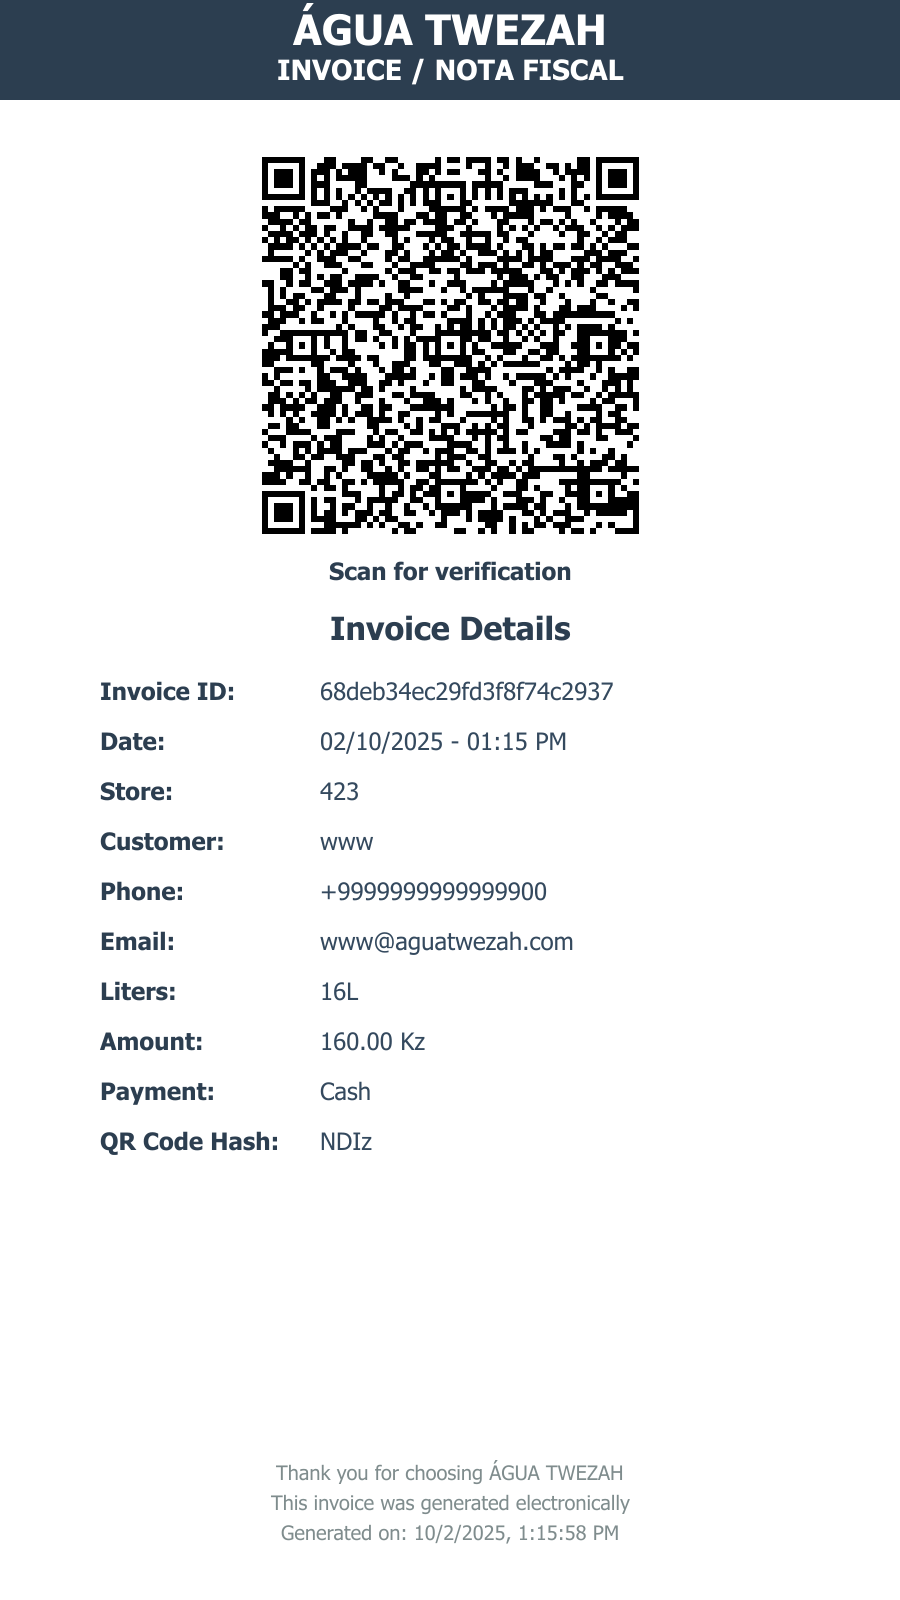 ÁGUA TWEZAH
INVOICE / NOTA FISCAL
Scan for verification
Invoice Details
Invoice ID: 68deb34ec29fd3f8f74c2937
Date: 02/10/2025 - 01:15 PM
Store: 423
Customer: www
Phone: +9999999999999900
Email: www@aguatwezah.com
Liters: 16L
Amount: 160.00 Kz
Payment: Cash
QR Code Hash: NDIz
Thank you for choosing ÁGUA TWEZAH
This invoice was generated electronically
Generated on: 10/2/2025, 1:15:58 PM